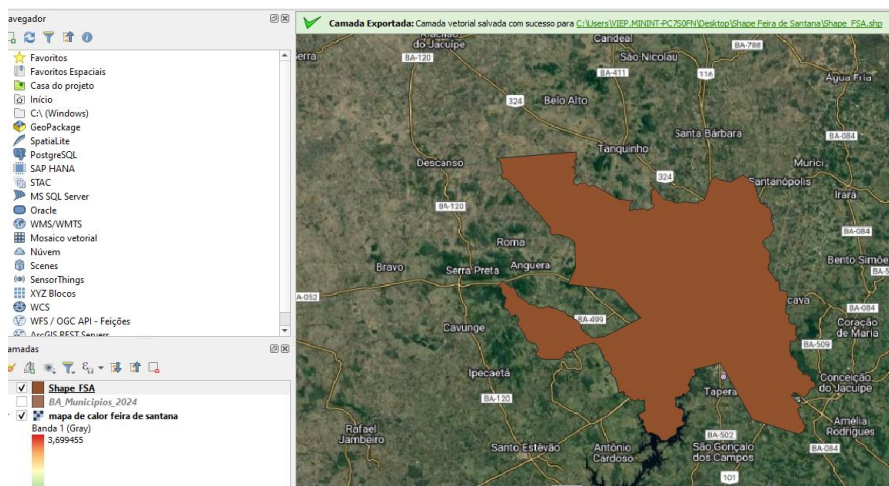 avegador
Camada Exportada: Camada vetorial salvada com sucesso para C:\Users\VIEP.MININT-PC750FN\Desktop\Shape Feira de Santana\Shape_FSA.shp
Favoritos
Favoritos Espaciais
Casa do projeto
Início
C:\ (Windows)
GeoPackage
SpatiaLite
PostgreSQL
SAP HANA
STAC
MS SQL Server
Oracle
WMS/WMTS
Mosaico vetorial
Núvem
Scenes
SensorThings
XYZ Blocos
WCS
WFS / OGC API - Feições
ArcGIS REST Servers
amadas
Shape_FSA
BA_Municipios_2024
mapa de calor feira de santana
Banda 1 (Gray)
3,699455
do Jacuípe
Candeal
BA-788
erra
BA-120
São Nicolau
BA-411
116
Água Fria
324
Belo Alto
Santa Bárbara
BA-084
Tanquinho
Descanso
324
Murici
Santanópolis
Irará
BA-120
BA-084
Roma
Bravo
Serra Preta
Anguera
Bento Simõe
A-052
cava
BA-084
BA-499
Coração
de Maria
Cavunge
BA-509
Ipecaetá
Conceição
do Jacuípe
BA-120
Tapera
Amélia
Rodrigues
Rafael
Jambeiro
BA-502
Santo Estêvão
Antônio
Cardoso
São Gonçalo
dos Campos
BA-084
101